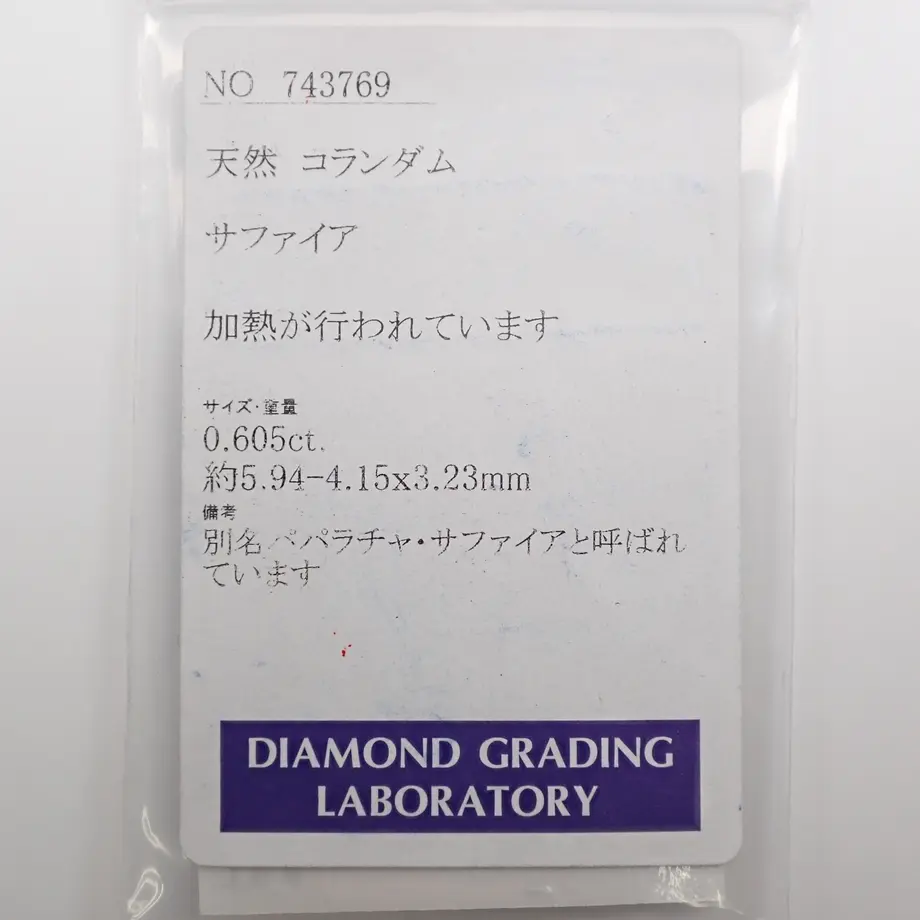 NO 743769
天然 コランダム
サファイア
加熱が行われています
サイズ・重量
0.605ct.
約5.94-4.15x3.23mm
備考
別名パパラチャ・サファイアと呼ばれ
ています
DIAMOND GRADING
LABORATORY